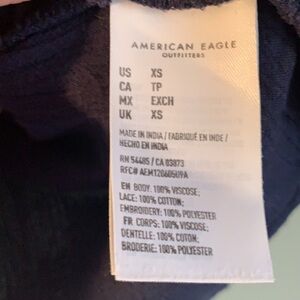 AMERICAN EAGLE
OUTFITTERS
US XS
CA TP
MX EXCH
UK XS
MADE IN INDIA / FABRIQUÉ EN INDE /
HECHO EN INDIA
RN 54485 / CA 03873
RFC# AEM120605U9A
EN BODY: 100% VISCOSE;
LACE: 100% COTTON;
EMBROIDERY: 100% POLYESTER
FR CORPS: 100% VISCOSE;
DENTELLE: 100% COTON;
BRODERIE: 100% POLYESTER